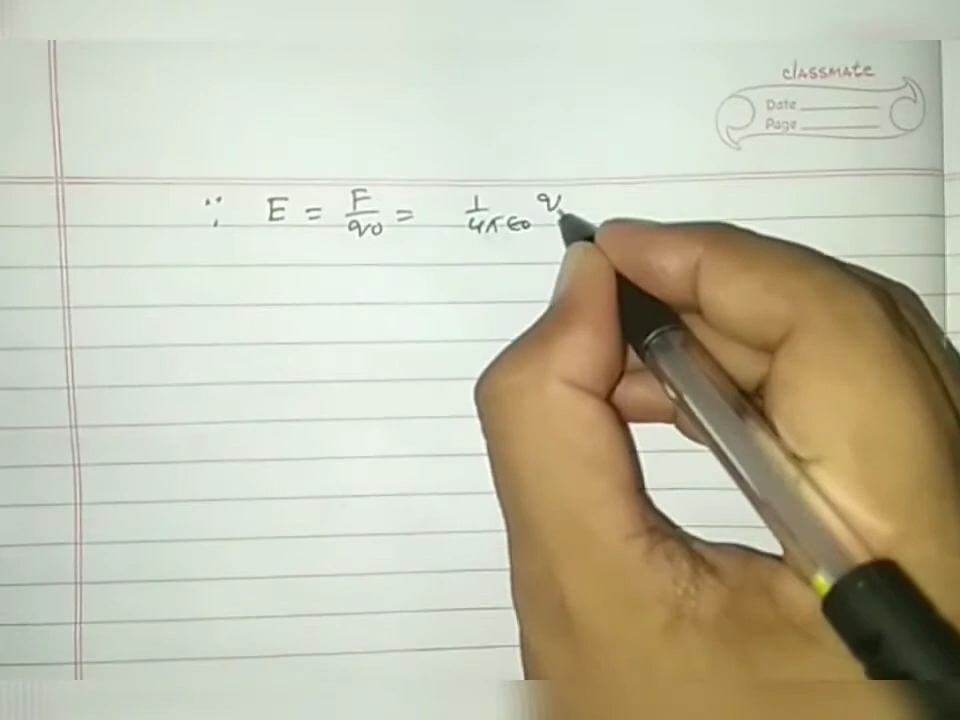 classmate
Date
Page
∵ E = F/q0 = 1/4πε0 q